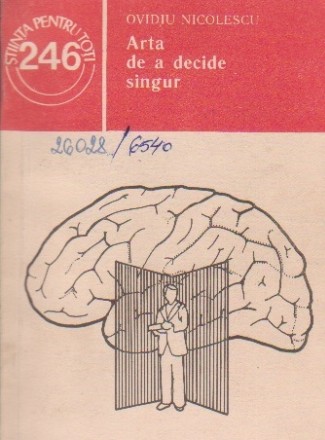 ȘTIINȚA PENTRU TOȚI
246
OVIDIU NICOLESCU
Arta
de a decide
singur
26028/6540